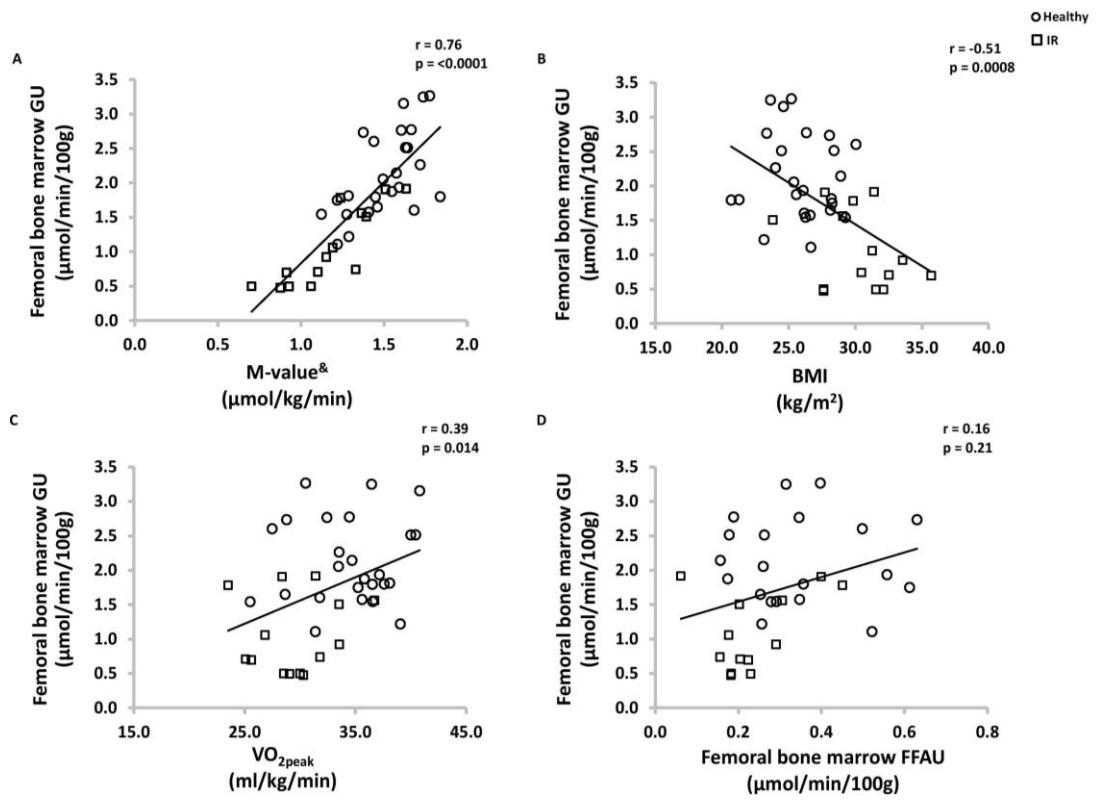 Healthy
IR
A
r = 0.76
p = <0.0001
Femoral bone marrow GU
(µmol/min/100g)
3.5
3.0
2.5
2.0
1.5
1.0
0.5
0.0
0.0 0.5 1.0 1.5 2.0
M-value&
(µmol/kg/min)
B
r = -0.51
p = 0.0008
Femoral bone marrow GU
(µmol/min/100g)
3.5
3.0
2.5
2.0
1.5
1.0
0.5
0.0
15.0 20.0 25.0 30.0 35.0 40.0
BMI
(kg/m²)
C
r = 0.39
p = 0.014
Femoral bone marrow GU
(µmol/min/100g)
3.5
3.0
2.5
2.0
1.5
1.0
0.5
0.0
15.0 25.0 35.0 45.0
VO2peak
(ml/kg/min)
D
r = 0.16
p = 0.21
Femoral bone marrow GU
(µmol/min/100g)
3.5
3.0
2.5
2.0
1.5
1.0
0.5
0.0
0.0 0.2 0.4 0.6 0.8
Femoral bone marrow FFAU
(µmol/min/100g)